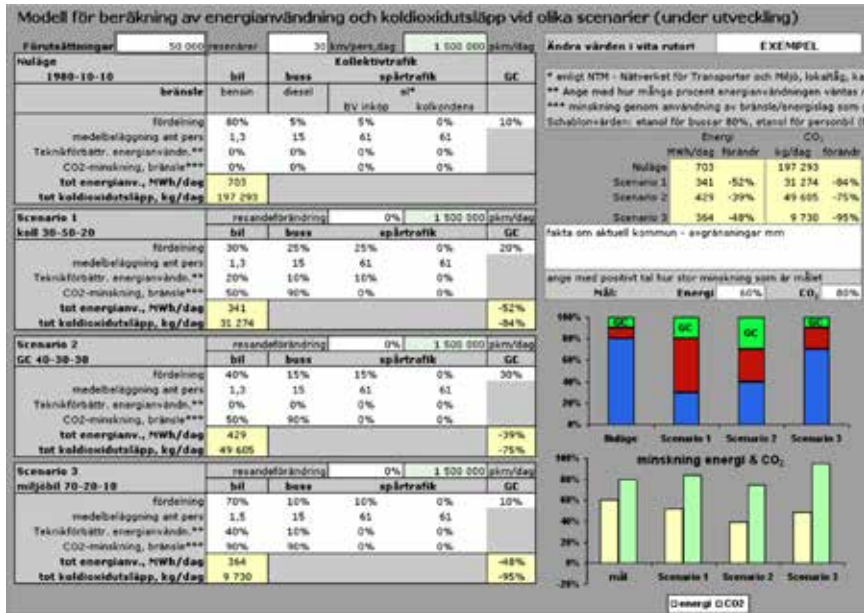 Modell för beräkning av energianvändning och koldioxidutsläpp vid olika scenarier (under utveckling)
Förutsättningar 50 000 resenärer 30 km/pers,dag 1 500 000 pkm/dag
Nuläge Kollektivtrafik
1980-10-10 bil buss spårtrafik GC
bränsle bensin diesel el*
BV inköp kolkondens
fördelning 80% 5% 5% 0% 10%
medelbeläggning ant pers 1,3 15 61 61
Teknikförbättr. energianvändn.** 0% 0% 0% 0%
CO2-minskning, bränsle*** 0% 0% 0% 0%
tot energianv., MWh/dag 703
tot koldioxidutsläpp, kg/dag 197 293
Scenario 1 resandeförändring 0% 1 500 000 pkm/dag
koll 30-50-20 bil buss spårtrafik GC
fördelning 30% 25% 25% 0% 20%
medelbeläggning ant pers 1,3 15 61 61
Teknikförbättr. energianvändn.** 20% 10% 10% 0%
CO2-minskning, bränsle*** 50% 90% 0% 0%
tot energianv., MWh/dag 341 -52%
tot koldioxidutsläpp, kg/dag 31 274 -84%
Scenario 2 resandeförändring 0% 1 500 000 pkm/dag
GC 40-30-30 bil buss spårtrafik GC
fördelning 40% 15% 15% 0% 30%
medelbeläggning ant pers 1,3 15 61 61
Teknikförbättr. energianvändn.** 0% 0% 0% 0%
CO2-minskning, bränsle*** 50% 90% 0% 0%
tot energianv., MWh/dag 429 -39%
tot koldioxidutsläpp, kg/dag 49 605 -75%
Scenario 3 resandeförändring 0% 1 500 000 pkm/dag
miljöbil 70-20-10 bil buss spårtrafik GC
fördelning 70% 10% 10% 0% 10%
medelbeläggning ant pers 1,5 15 61 61
Teknikförbättr. energianvändn.** 40% 10% 0% 0%
CO2-minskning, bränsle*** 90% 90% 0% 0%
tot energianv., MWh/dag 364 -48%
tot koldioxidutsläpp, kg/dag 9 730 -95%
Ändra värden i vita rutor! EXEMPEL
* enligt NTM - Nätverket för Transporter och Miljö, lokaltåg,
** Ange med hur många procent energianvändningen väntas
*** minskning genom användning av bränsle/energislag som
Schablonvärden: etanol för bussar 80%, etanol för personbil
Energi CO2
MWh/dag förändr kg/dag förändr
Nuläge 703 197 293
Scenario 1 341 -52% 31 274 -84%
Scenario 2 429 -39% 49 605 -75%
Scenario 3 364 -48% 9 730 -95%
fakta om aktuell kommun - avgränsningar mm
ange med positivt tal hur stor minskning som är målet
Mål: Energi 60% CO2 80%
100%
80%
60%
40%
20%
0%
GC GC GC GC
Nuläge Scenario 1 Scenario 2 Scenario 3
minskning energi & CO2
100%
80%
60%
40%
20%
0%
-20%
mål Scenario 1 Scenario 2 Scenario 3
energi CO2